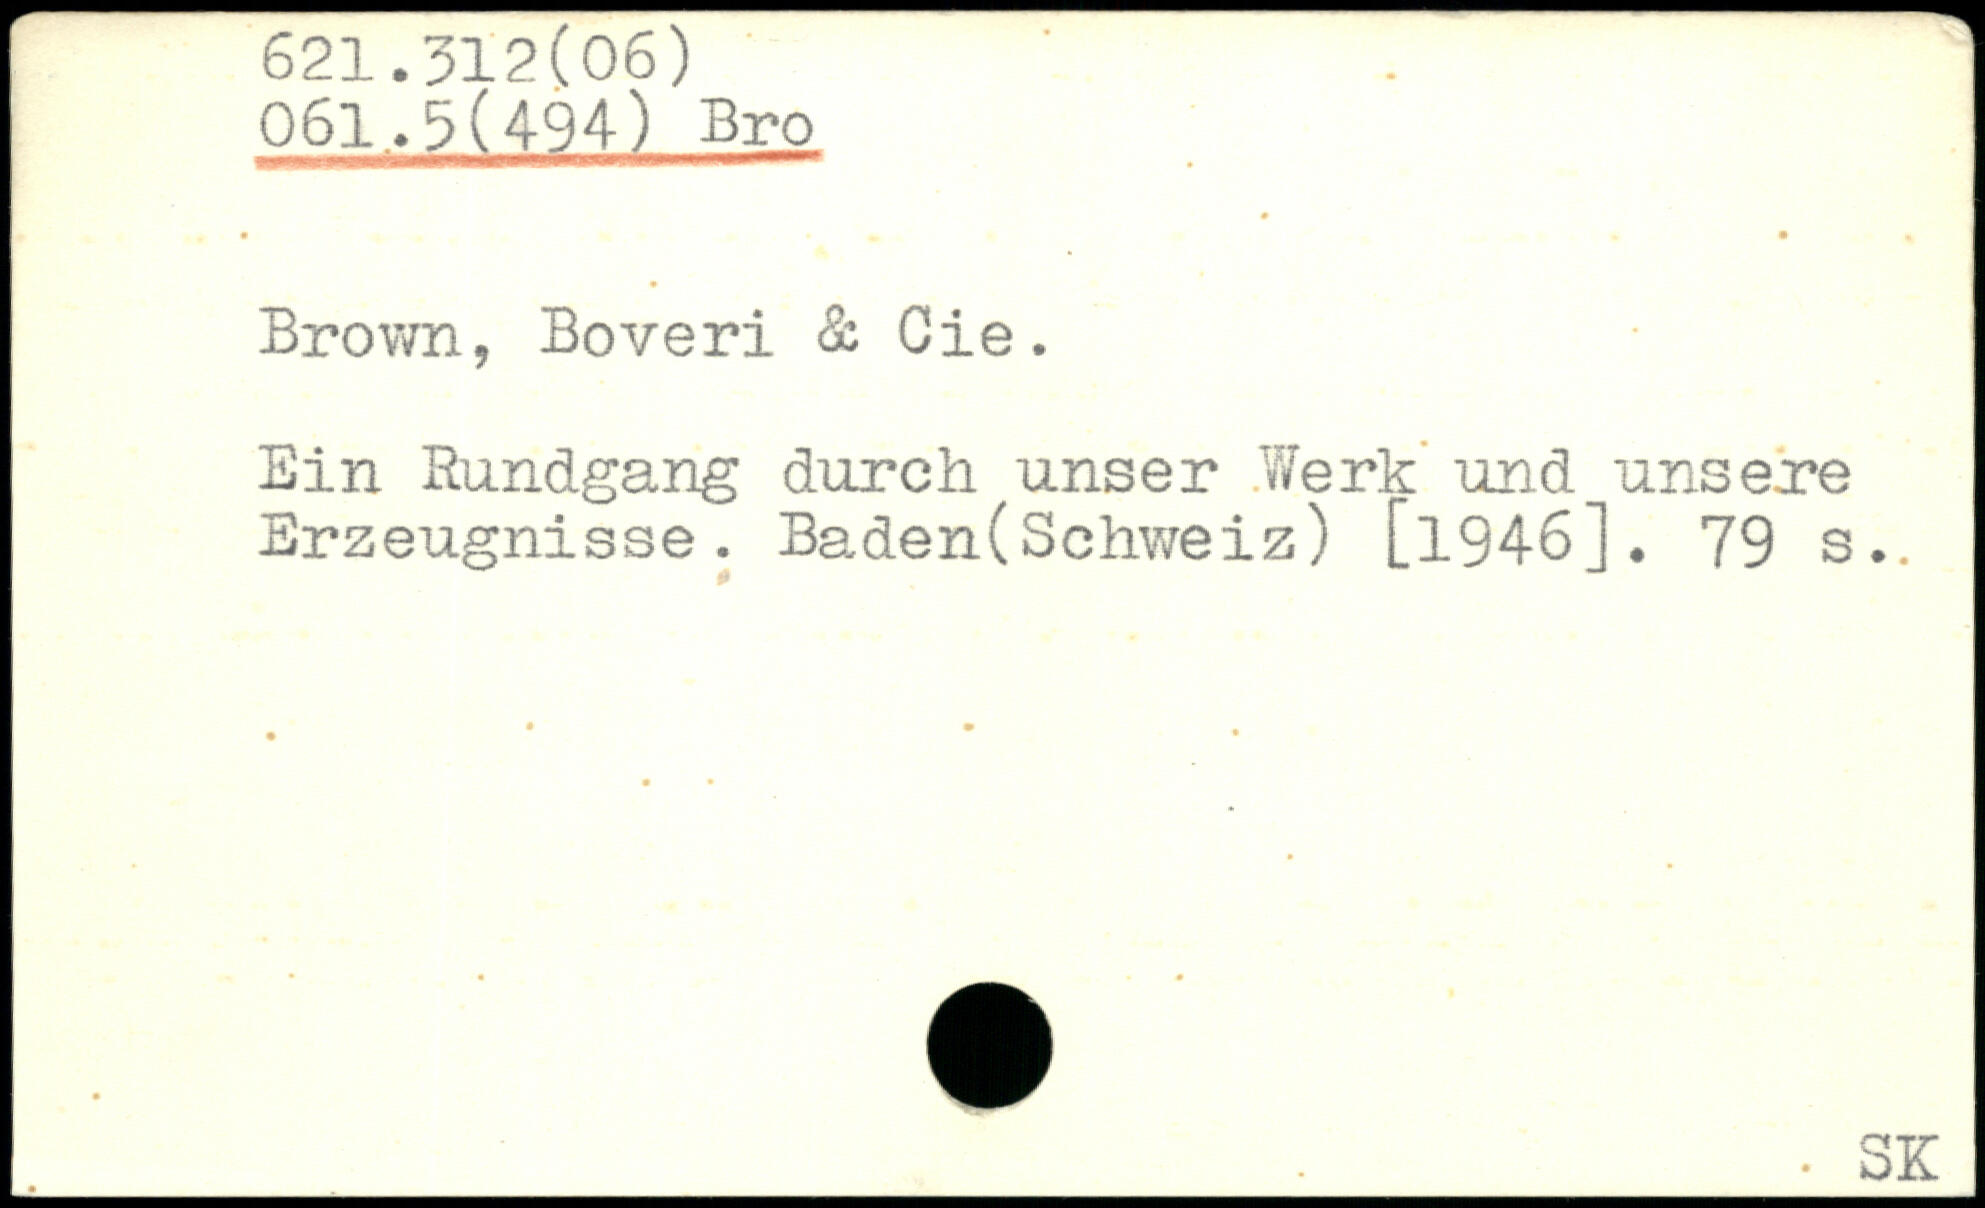 621.312(06)
061.5(494) Bro
Brown, Boveri & Cie.
Ein Rundgang durch unser Werk und unsere
Erzeugnisse. Baden(Schweiz) [1946]. 79 s.
SK